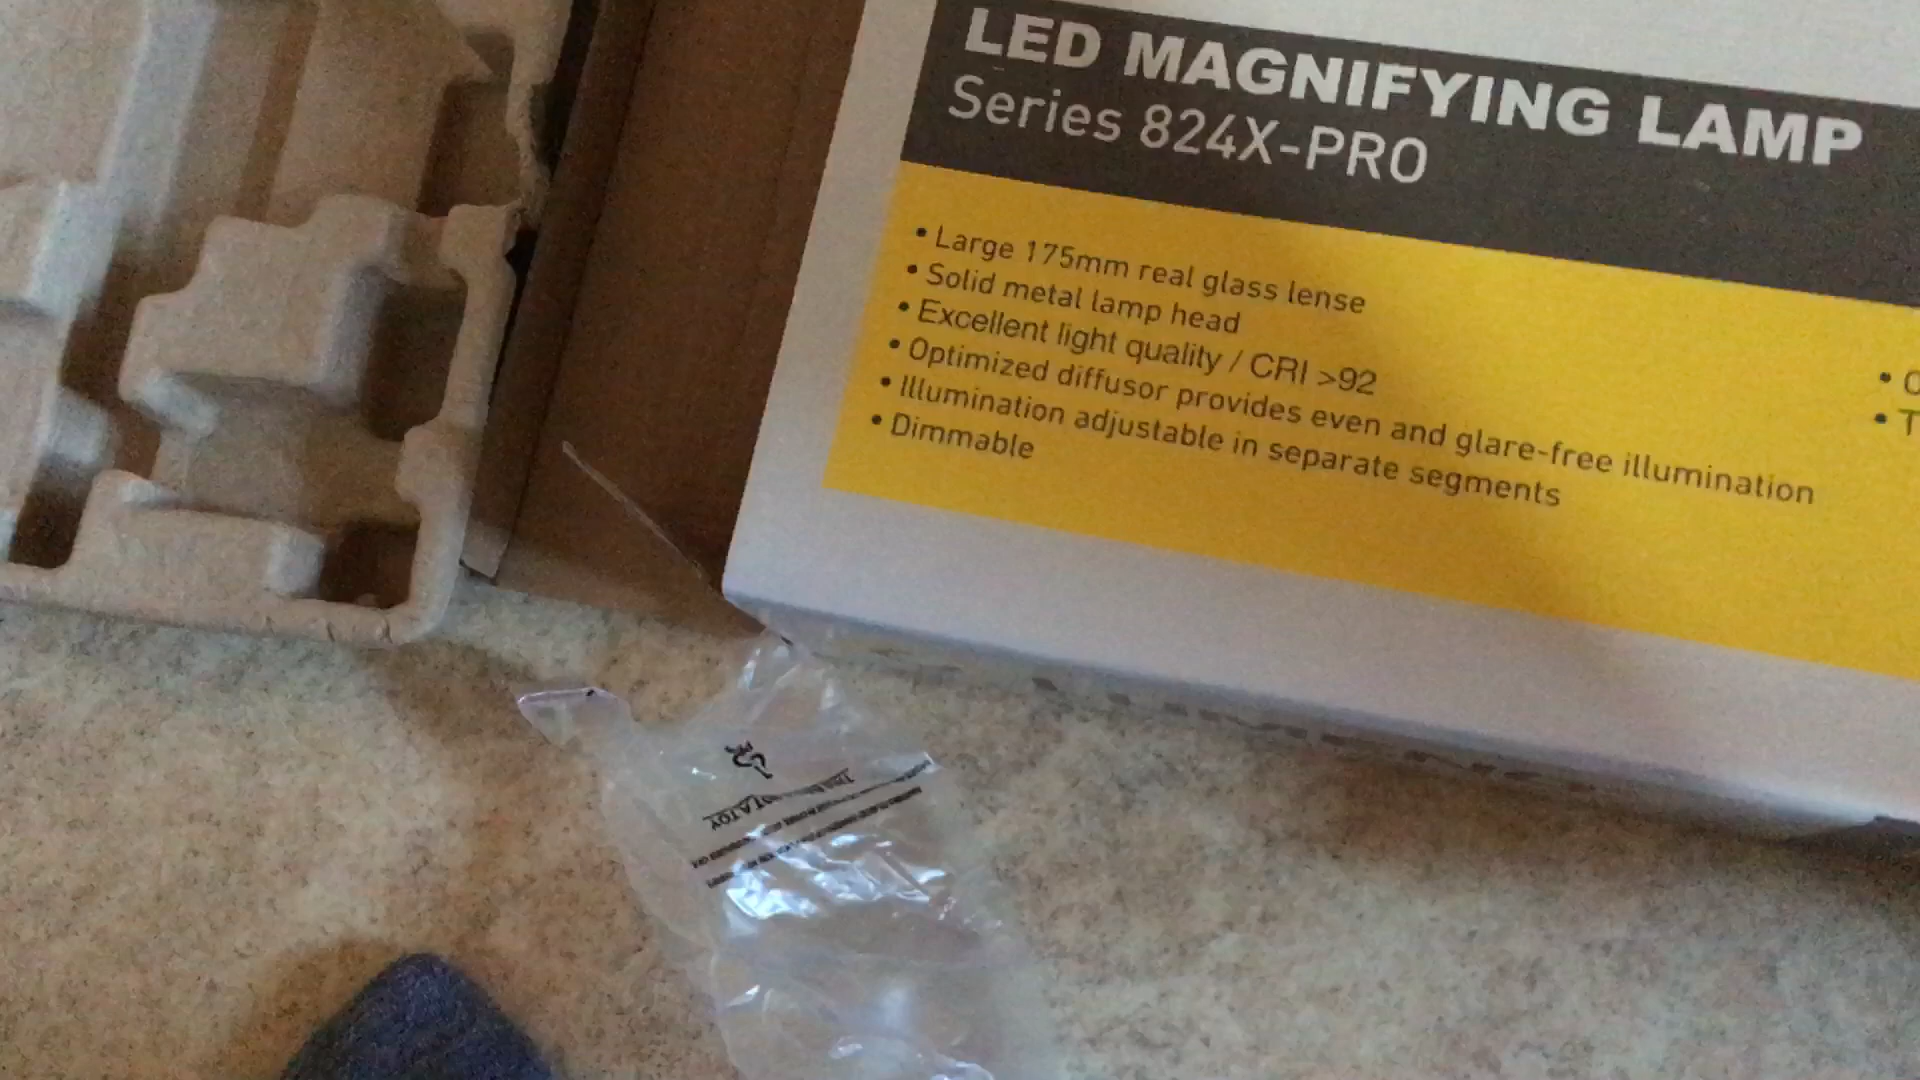 LED MAGNIFYING LAMP
Series 824X-PRO
• Large 175mm real glass lense
• Solid metal lamp head
• Excellent light quality / CRI >92
• Optimized diffusor provides even and glare-free illumination
• Illumination adjustable in separate segments
• Dimmable
A TOY